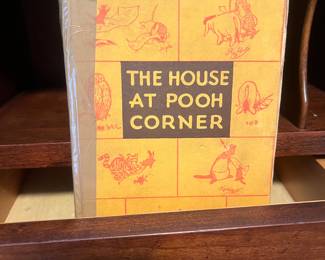 THE HOUSE
AT POOH
CORNER